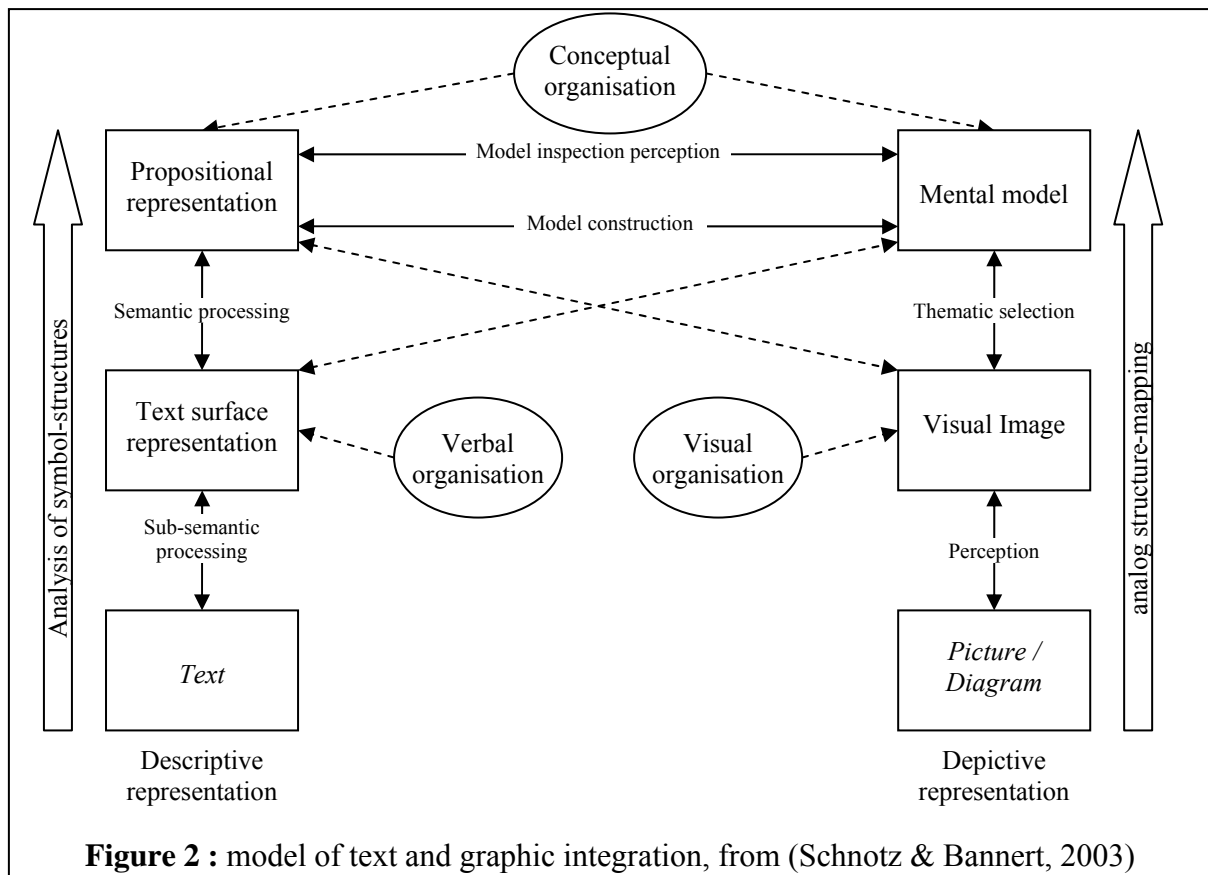 Conceptual
organisation
Propositional
representation
Model inspection perception
Mental model
Model construction
Semantic processing
Thematic selection
Analysis of symbol-structures
analog structure-mapping
Text surface
representation
Verbal
organisation
Visual
organisation
Visual Image
Sub-semantic
processing
Perception
Text
Picture /
Diagram
Descriptive
representation
Depictive
representation
Figure 2 : model of text and graphic integration, from (Schnotz & Bannert, 2003)